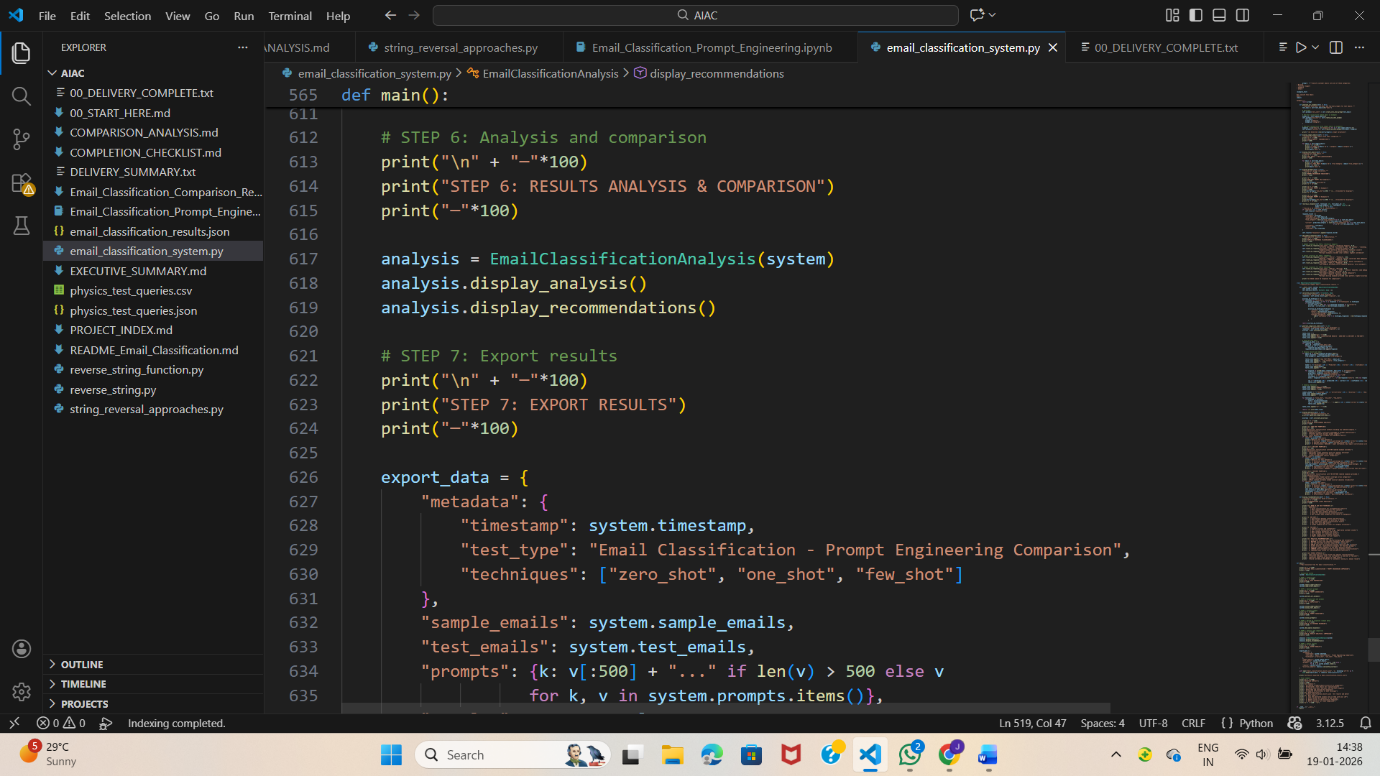 File Edit Selection View Go Run Terminal Help
AIAC
EXPLORER
AIAC
00_DELIVERY_COMPLETE.txt
00_START_HERE.md
COMPARISON_ANALYSIS.md
COMPLETION_CHECKLIST.md
DELIVERY_SUMMARY.txt
Email_Classification_Comparison_Re...
Email_Classification_Prompt_Engine...
email_classification_results.json
email_classification_system.py
EXECUTIVE_SUMMARY.md
physics_test_queries.csv
physics_test_queries.json
PROJECT_INDEX.md
README_Email_Classification.md
reverse_string_function.py
reverse_string.py
string_reversal_approaches.py
OUTLINE
TIMELINE
PROJECTS
ANALYSIS.md string_reversal_approaches.py Email_Classification_Prompt_Engineering.ipynb email_classification_system.py 00_DELIVERY_COMPLETE.txt
email_classification_system.py > EmailClassificationAnalysis > display_recommendations
565 def main():
611
612 # STEP 6: Analysis and comparison
613 print("\n" + "─"*100)
614 print("STEP 6: RESULTS ANALYSIS & COMPARISON")
615 print("─"*100)
616
617 analysis = EmailClassificationAnalysis(system)
618 analysis.display_analysis()
619 analysis.display_recommendations()
620
621 # STEP 7: Export results
622 print("\n" + "─"*100)
623 print("STEP 7: EXPORT RESULTS")
624 print("─"*100)
625
626 export_data = {
627 "metadata": {
628 "timestamp": system.timestamp,
629 "test_type": "Email Classification - Prompt Engineering Comparison",
630 "techniques": ["zero_shot", "one_shot", "few_shot"]
631 },
632 "sample_emails": system.sample_emails,
633 "test_emails": system.test_emails,
634 "prompts": {k: v[:500] + "..." if len(v) > 500 else v
635 for k, v in system.prompts.items()},
0 0 0 Indexing completed. Ln 519, Col 47 Spaces: 4 UTF-8 CRLF {} Python 3.12.5
5
29°C
Sunny
Search
2
J
ENG
IN
14:38
19-01-2026